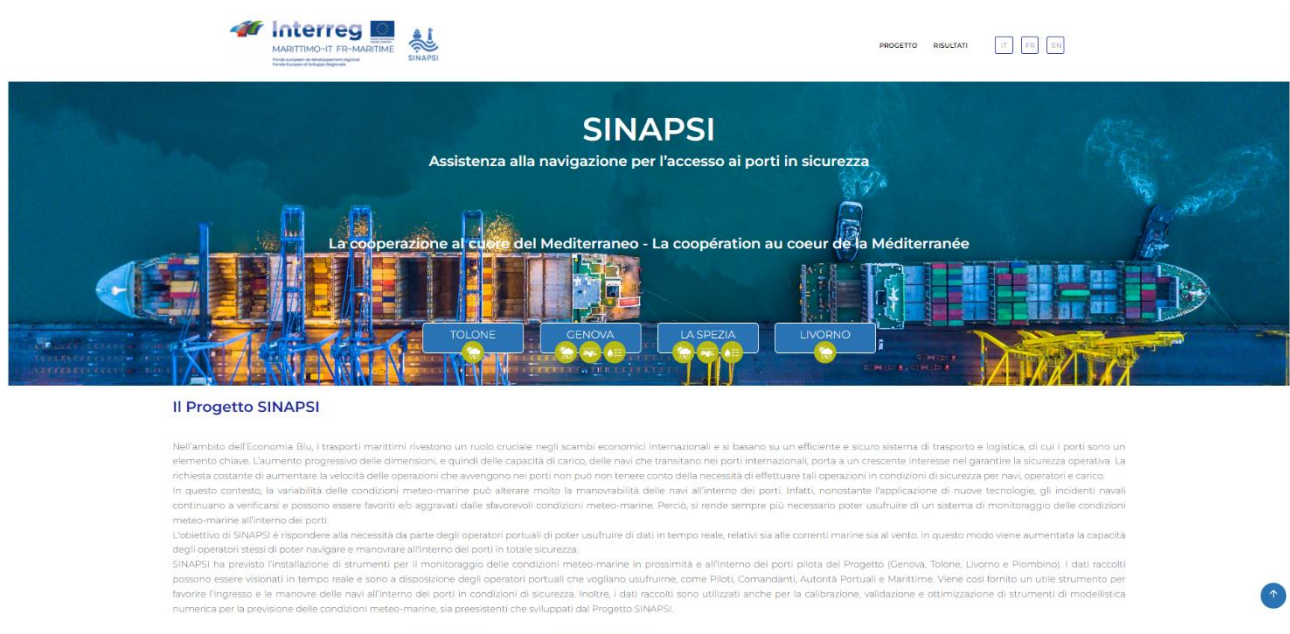 Interreg
MARITTIMO-IT FR-MARITIME
Fonds européen de développement régional
Fondo Europeo di Sviluppo Regionale
SINAPSI
PROGETTO RISULTATI IT FR EN
SINAPSI
Assistenza alla navigazione per l'accesso ai porti in sicurezza
La cooperazione al cuore del Mediterraneo - La coopération au coeur de la Méditerranée
TOLONE GENOVA LA SPEZIA LIVORNO
Il Progetto SINAPSI
Nell'ambito dell'Economia Blu, i trasporti marittimi rivestono un ruolo cruciale negli scambi economici internazionali e si basano su un efficiente e sicuro sistema di trasporto e logistica, di cui i porti sono un
elemento chiave. L'aumento progressivo delle dimensioni, e quindi delle capacità di carico, delle navi che transitano nei porti internazionali, porta a un crescente interesse nel garantire la sicurezza operativa. La
richiesta costante di aumentare la velocità delle operazioni che avvengono nei porti non può non tenere conto della necessità di effettuare tali operazioni in condizioni di sicurezza per navi, operatori e carico.
In questo contesto, la variabilità delle condizioni meteo-marine può alterare molto la manovrabilità delle navi all'interno dei porti. Infatti, nonostante l'applicazione di nuove tecnologie, gli incidenti navali
continuano a verificarsi e possono essere favoriti e/o aggravati dalle sfavorevoli condizioni meteo-marine. Perciò, si rende sempre più necessario poter usufruire di un sistema di monitoraggio delle condizioni
meteo-marine all'interno dei porti.
L'obiettivo di SINAPSI è rispondere alla necessità da parte degli operatori portuali di poter usufruire di dati in tempo reale, relativi sia alle correnti marine sia al vento. In questo modo viene aumentata la capacità
degli operatori stessi di poter navigare e manovrare all'interno dei porti in totale sicurezza.
SINAPSI ha previsto l'installazione di strumenti per il monitoraggio delle condizioni meteo-marine in prossimità e all'interno dei porti pilota del Progetto (Genova, Tolone, Livorno e Piombino). I dati raccolti
possono essere visionati in tempo reale e sono a disposizione degli operatori portuali che vogliano usufruirne, come Piloti, Comandanti, Autorità Portuali e Marittime. Viene così fornito un utile strumento per
favorire l'ingresso e le manovre delle navi all'interno dei porti in condizioni di sicurezza. Inoltre, i dati raccolti sono utilizzati anche per la calibrazione, validazione e ottimizzazione di strumenti di modellistica
numerica per la previsione delle condizioni meteo-marine, sia preesistenti che sviluppati dal Progetto SINAPSI.